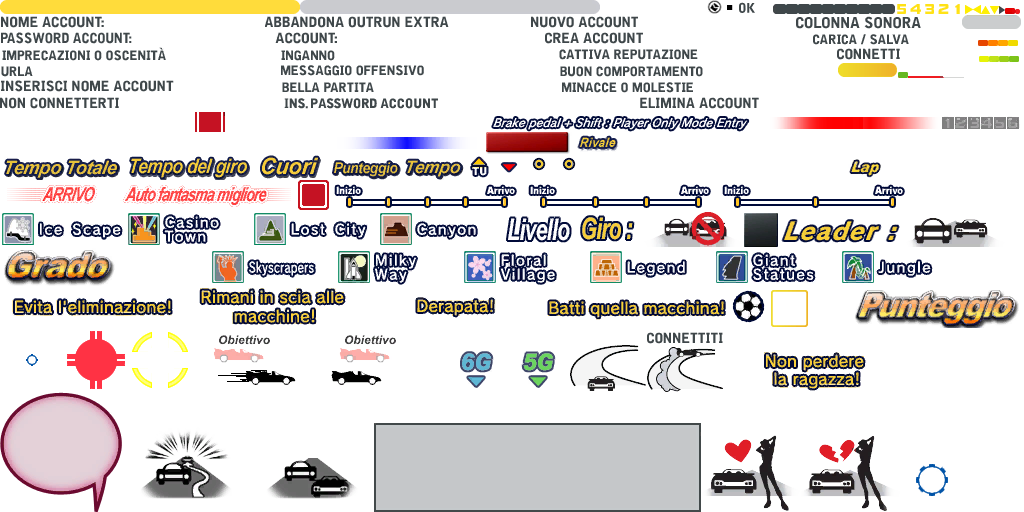 OK
5 4 3 2 1
NOME ACCOUNT:
ABBANDONA OUTRUN EXTRA
NUOVO ACCOUNT
COLONNA SONORA
PASSWORD ACCOUNT:
ACCOUNT:
CREA ACCOUNT
CARICA / SALVA
IMPRECAZIONI O OSCENITÀ
INGANNO
CATTIVA REPUTAZIONE
CONNETTI
URLA
MESSAGGIO OFFENSIVO
BUON COMPORTAMENTO
INSERISCI NOME ACCOUNT
BELLA PARTITA
MINACCE O MOLESTIE
NON CONNETTERTI
INS. PASSWORD ACCOUNT
ELIMINA ACCOUNT
Brake pedal + Shift : Player Only Mode Entry
1 2 3 4 5 6
Rivale
Tempo Totale
Tempo del giro
Cuori
Punteggio
Tempo
TU
Lap
ARRIVO
Auto fantasma migliore
Inizio
Arrivo
Inizio
Arrivo
Inizio
Arrivo
Ice Scape
Casino
Town
Lost City
Canyon
Livello
Giro :
Leader :
Grado
Skyscrapers
Milky
Way
Floral
Village
Legend
Giant
Statues
Jungle
Evita l'eliminazione!
Rimani in scia alle
macchine!
Derapata!
Batti quella macchina!
Punteggio
Obiettivo
Obiettivo
6G
5G
CONNETTITI
Non perdere
la ragazza!